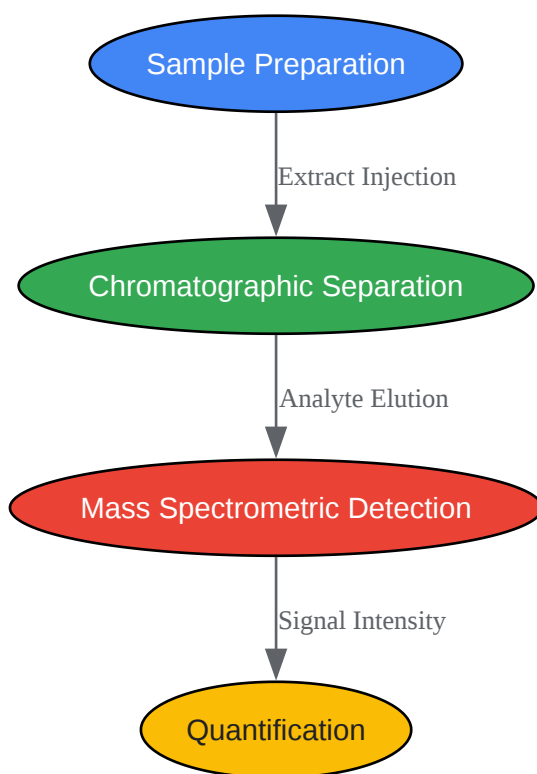 Sample Preparation
Extract Injection
Chromatographic Separation
Analyte Elution
Mass Spectrometric Detection
Signal Intensity
Quantification